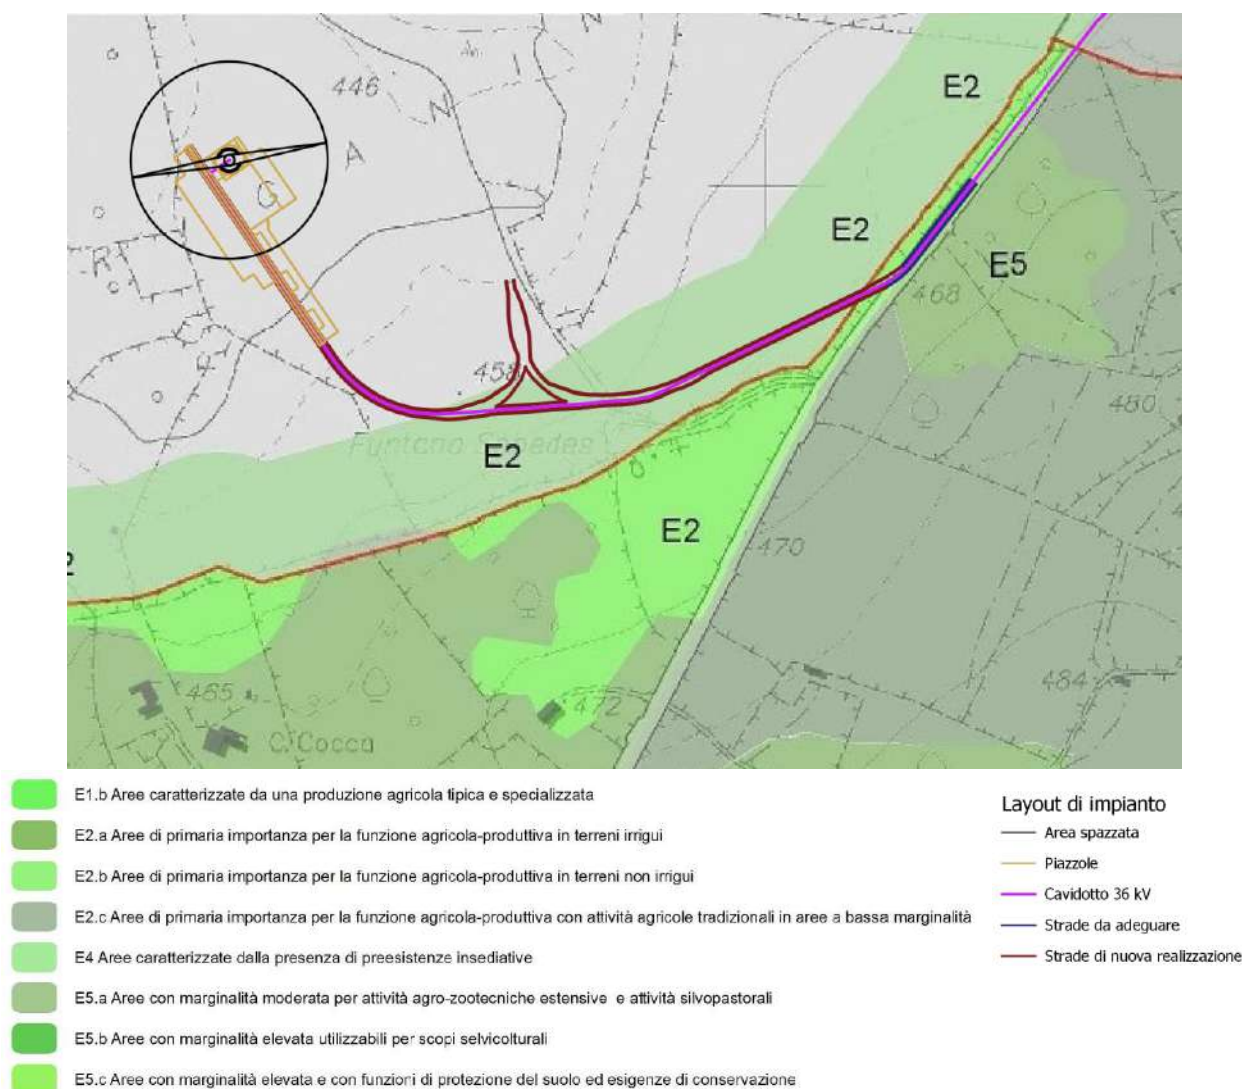 446
N
N
A
G
R
E2
E2
E5
468
458
Funtana
E2
480
E2
470
2
465
472
484
C. Cocca
E1.b Aree caratterizzate da una produzione agricola tipica e specializzata
E2.a Aree di primaria importanza per la funzione agricola-produttiva in terreni irrigui
E2.b Aree di primaria importanza per la funzione agricola-produttiva in terreni non irrigui
E2.c Aree di primaria importanza per la funzione agricola-produttiva con attività agricole tradizionali in aree a bassa marginalità
E4 Aree caratterizzate dalla presenza di preesistenze insediative
E5.a Aree con marginalità moderata per attività agro-zootecniche estensive e attività silvopastorali
E5.b Aree con marginalità elevata utilizzabili per scopi selvicolturali
E5.c Aree con marginalità elevata e con funzioni di protezione del suolo ed esigenze di conservazione
Layout di impianto
Area spazzata
Piazzole
Cavidotto 36 kV
Strade da adeguare
Strade di nuova realizzazione